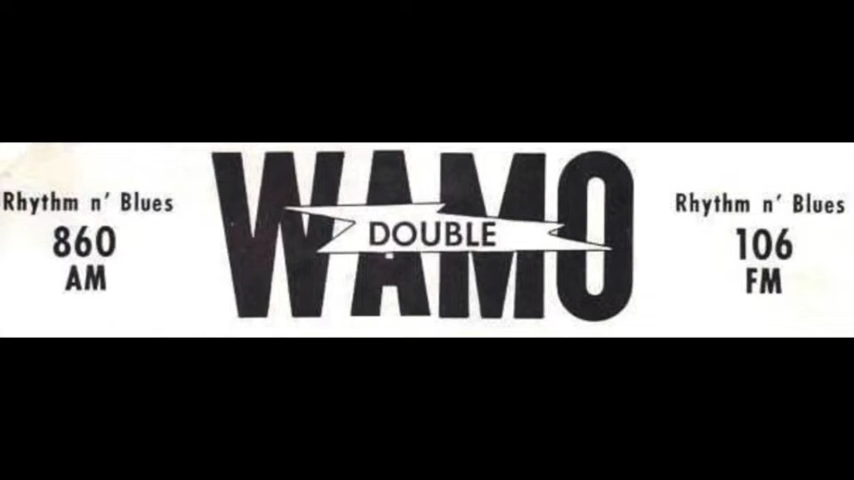 Rhythm n' Blues
860
AM
WAMO
DOUBLE
Rhythm n' Blues
106
FM